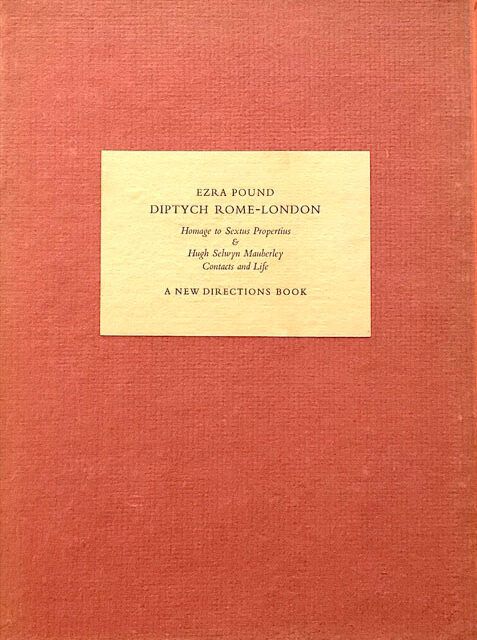 EZRA POUND
DIPTYCH ROME-LONDON
Homage to Sextus Propertius
&
Hugh Selwyn Mauberley
Contacts and Life
A NEW DIRECTIONS BOOK